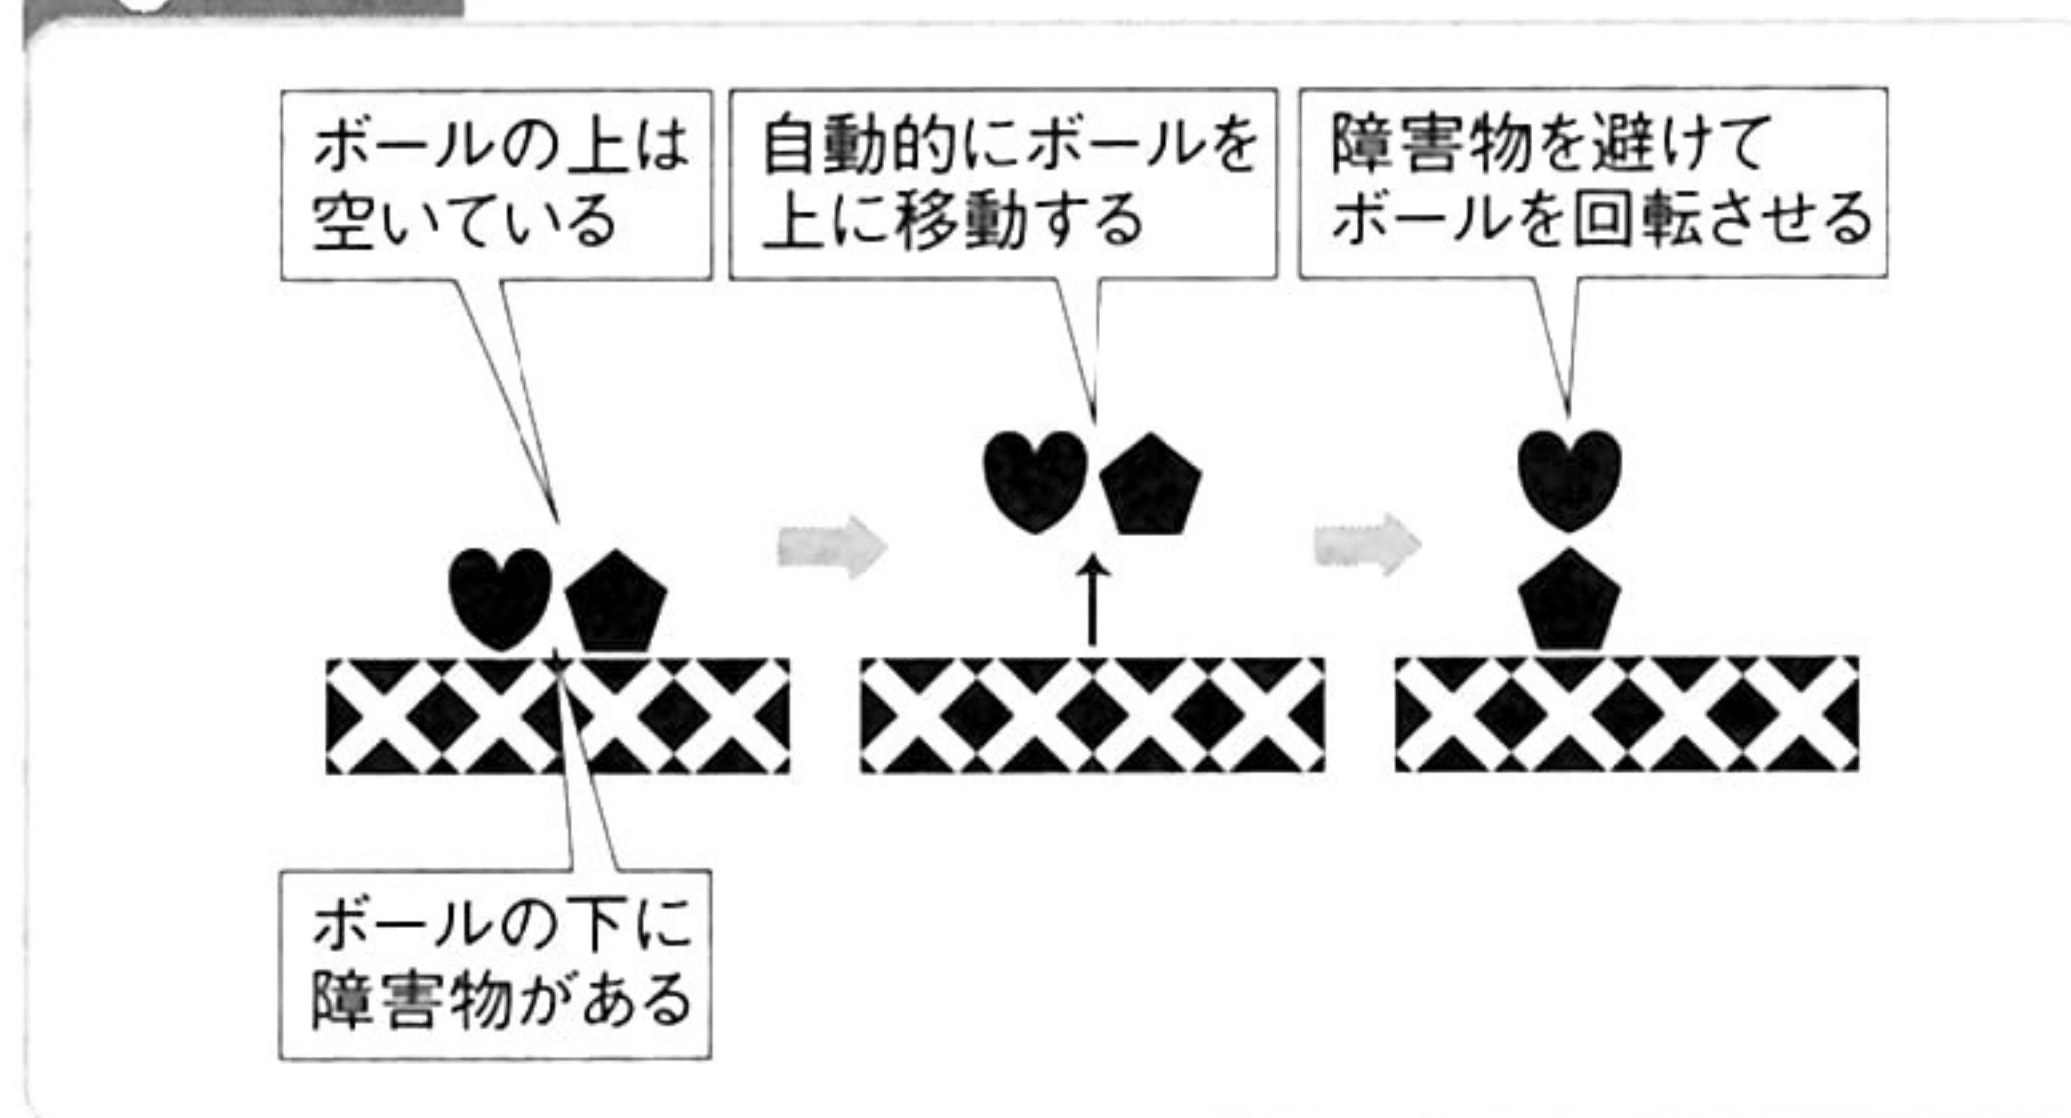 ボールの上は
空いている
自動的にボールを
上に移動する
障害物を避けて
ボールを回転させる
ボールの下に
障害物がある